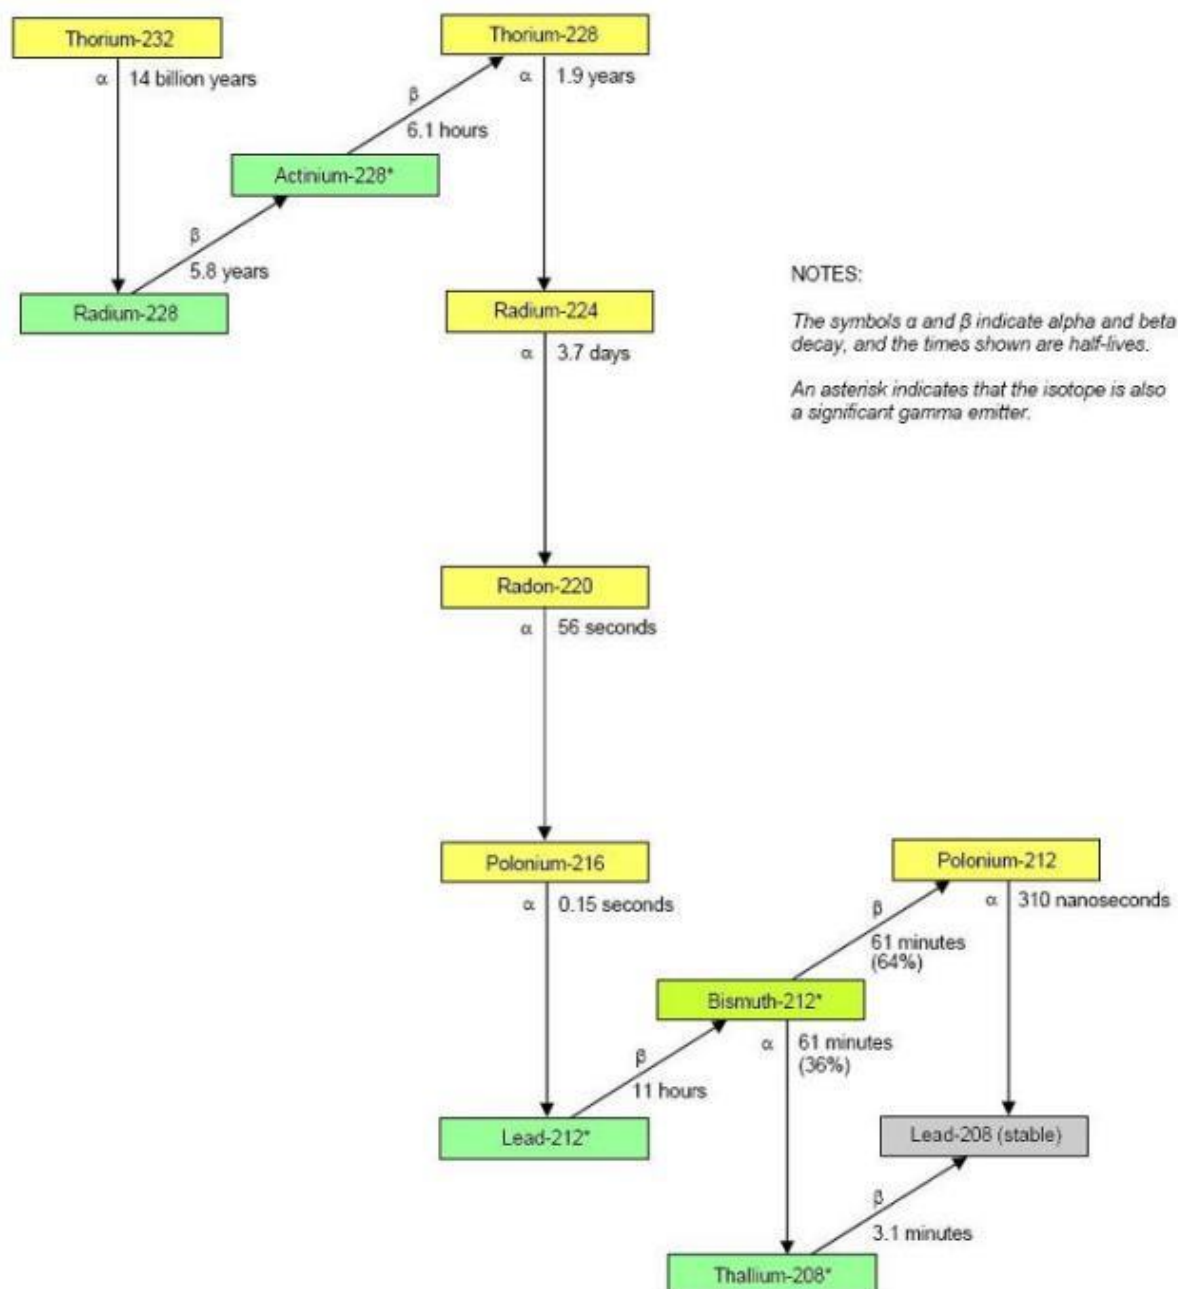 Thorium-232
α 14 billion years
Thorium-228
α 1.9 years
β
6.1 hours
Actinium-228*
β
5.8 years
Radium-228
Radium-224
α 3.7 days
NOTES:
The symbols α and β indicate alpha and beta
decay, and the times shown are half-lives.
An asterisk indicates that the isotope is also
a significant gamma emitter.
Radon-220
α 56 seconds
Polonium-216
α 0.15 seconds
Polonium-212
α 310 nanoseconds
β
61 minutes
(64%)
Bismuth-212*
α 61 minutes
(36%)
β
11 hours
Lead-212*
Lead-208 (stable)
β
3.1 minutes
Thallium-208*